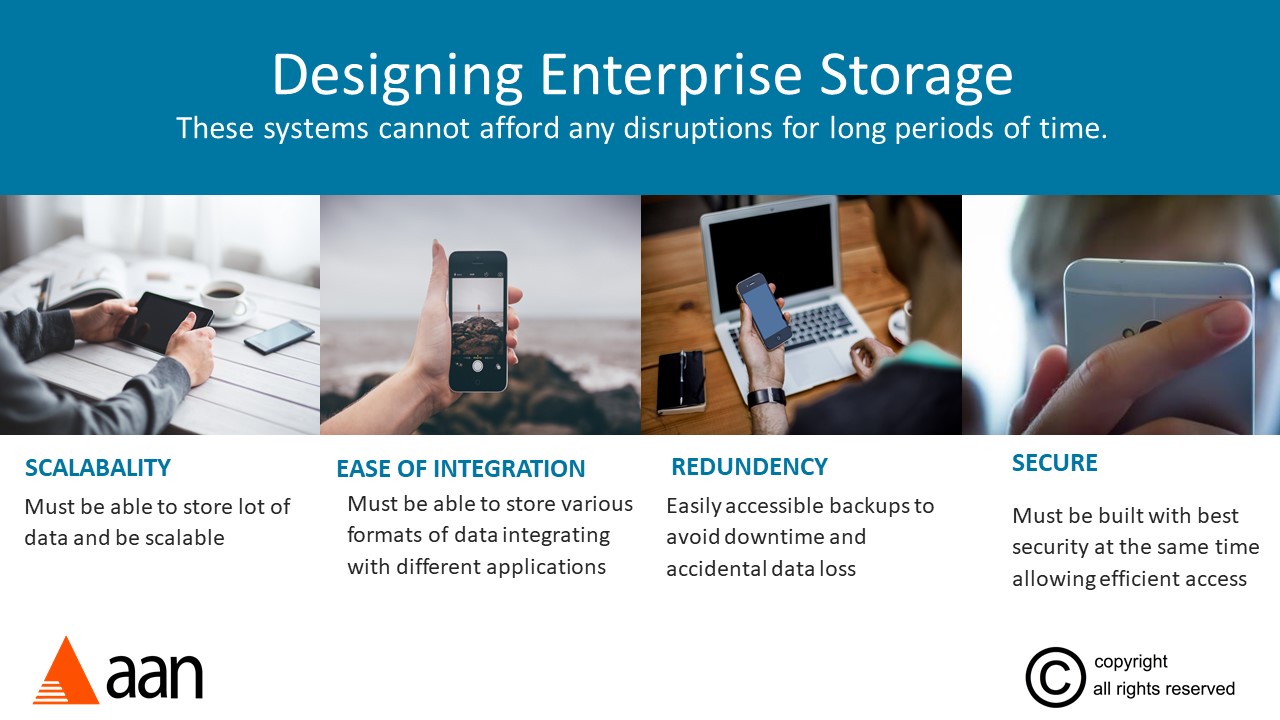 Designing Enterprise Storage
These systems cannot afford any disruptions for long periods of time.
SCALABALITY
Must be able to store lot of
data and be scalable
EASE OF INTEGRATION
Must be able to store various
formats of data integrating
with different applications
REDUNDENCY
Easily accessible backups to
avoid downtime and
accidental data loss
SECURE
Must be built with best
security at the same time
allowing efficient access
aan
© copyright
all rights reserved